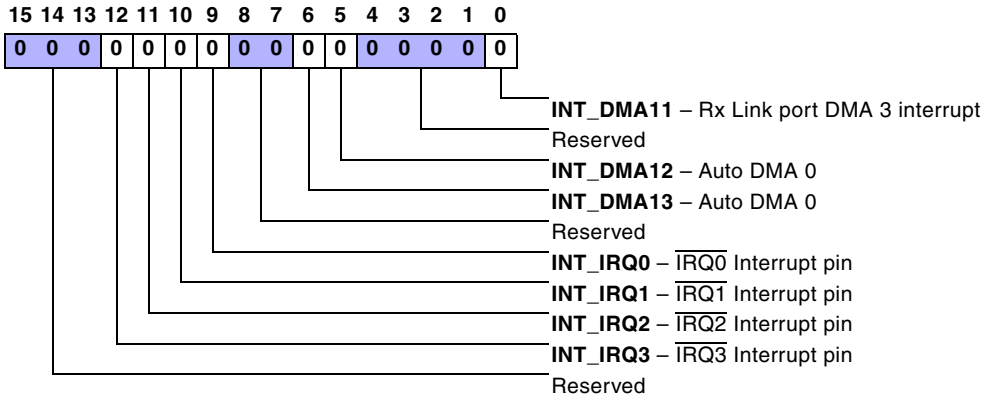 15 14 13 12 11 10 9 8 7 6 5 4 3 2 1 0
0 0 0 0 0 0 0 0 0 0 0 0 0 0 0 0
INT_DMA11 – Rx Link port DMA 3 interrupt
Reserved
INT_DMA12 – Auto DMA 0
INT_DMA13 – Auto DMA 0
Reserved
INT_IRQ0 – IRQ0 Interrupt pin
INT_IRQ1 – IRQ1 Interrupt pin
INT_IRQ2 – IRQ2 Interrupt pin
INT_IRQ3 – IRQ3 Interrupt pin
Reserved